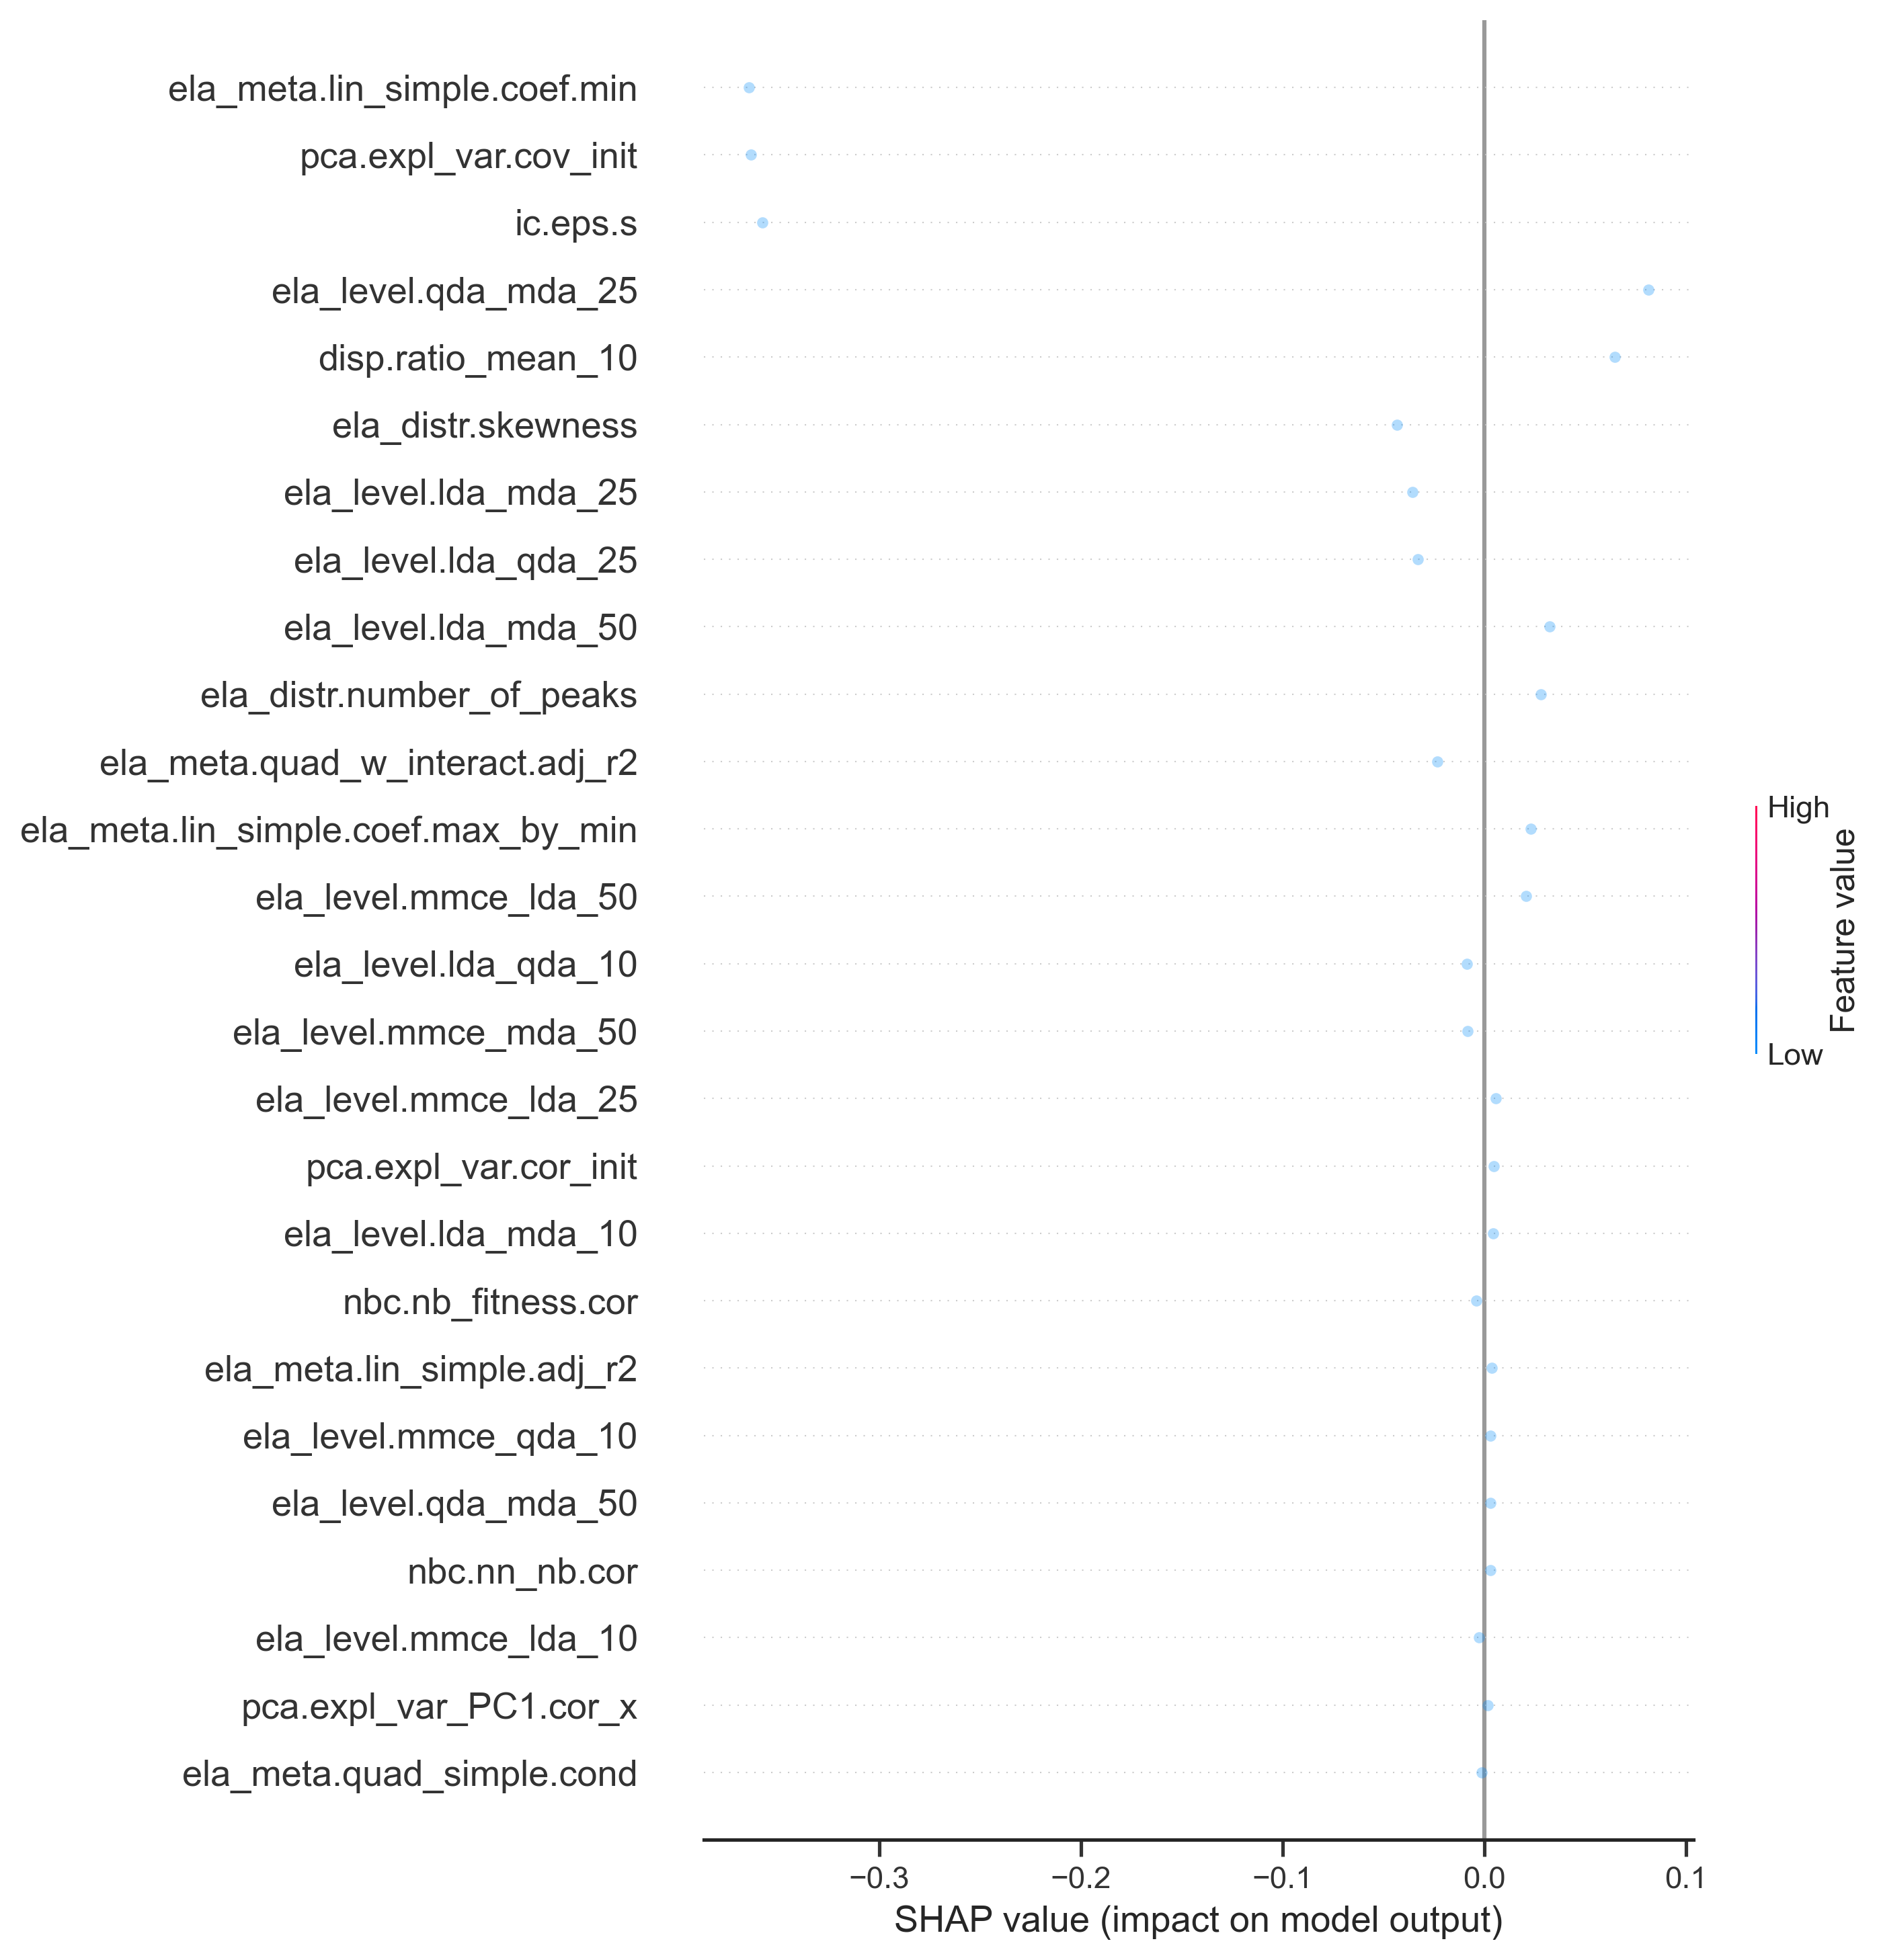 ela_meta.lin_simple.coef.min
pca.expl_var.cov_init
ic.eps.s
ela_level.qda_mda_25
disp.ratio_mean_10
ela_distr.skewness
ela_level.lda_mda_25
ela_level.lda_qda_25
ela_level.lda_mda_50
ela_distr.number_of_peaks
ela_meta.quad_w_interact.adj_r2
ela_meta.lin_simple.coef.max_by_min
ela_level.mmce_lda_50
ela_level.lda_qda_10
ela_level.mmce_mda_50
ela_level.mmce_lda_25
pca.expl_var.cor_init
ela_level.lda_mda_10
nbc.nb_fitness.cor
ela_meta.lin_simple.adj_r2
ela_level.mmce_qda_10
ela_level.qda_mda_50
nbc.nn_nb.cor
ela_level.mmce_lda_10
pca.expl_var_PC1.cor_x
ela_meta.quad_simple.cond
−0.3 −0.2 −0.1 0.0 0.1
SHAP value (impact on model output)
High
Feature value
Low